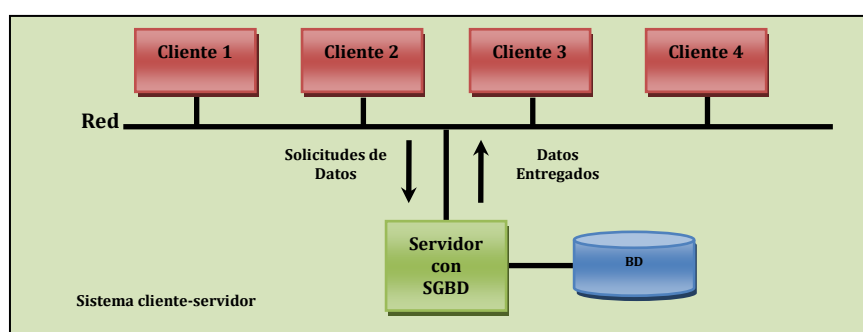 Cliente 1
Cliente 2
Cliente 3
Cliente 4
Red
Solicitudes de
Datos
Datos
Entregados
Servidor
con
SGBD
BD
Sistema cliente-servidor